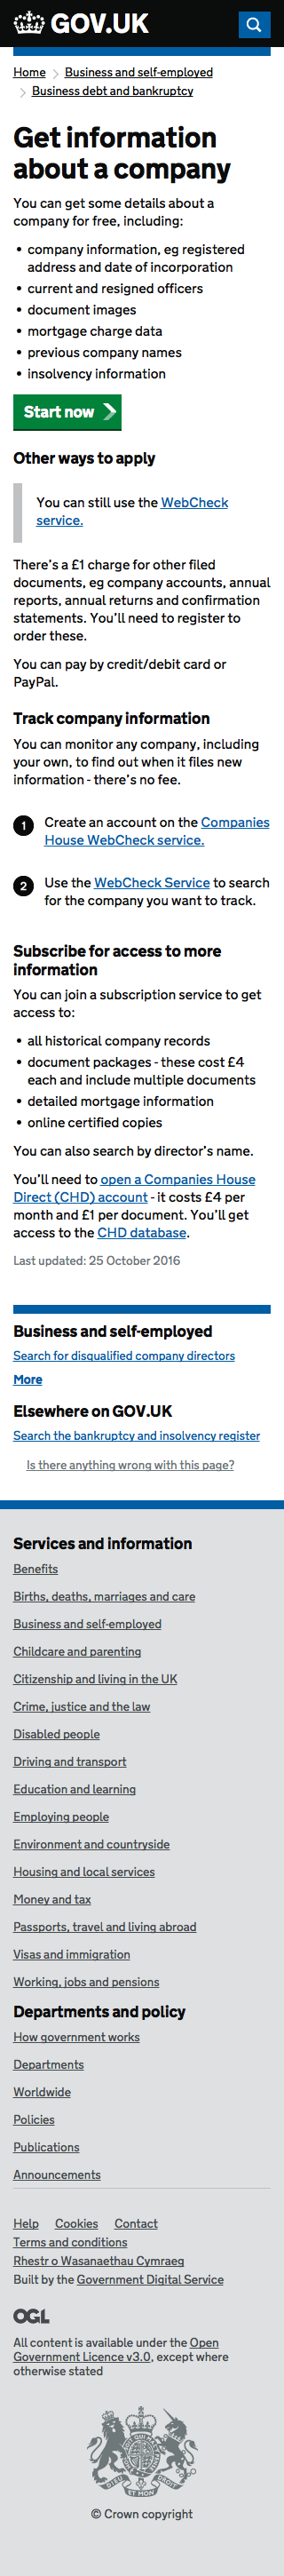 GOV.UK
Home
Business and self-employed
Business debt and bankruptcy
Get information
about a company
You can get some details about a
company for free, including:
• company information, eg registered
address and date of incorporation
• current and resigned officers
• document images
• mortgage charge data
• previous company names
• insolvency information
Start now
Other ways to apply
You can still use the WebCheck
service.
There's a £1 charge for other filed
documents, eg company accounts, annual
reports, annual returns and confirmation
statements. You'll need to register to
order these.
You can pay by credit/debit card or
PayPal.
Track company information
You can monitor any company, including
your own, to find out when it files new
information - there's no fee.
1 Create an account on the Companies
House WebCheck service.
2 Use the WebCheck Service to search
for the company you want to track.
Subscribe for access to more
information
You can join a subscription service to get
access to:
• all historical company records
• document packages - these cost £4
each and include multiple documents
• detailed mortgage information
• online certified copies
You can also search by director's name.
You'll need to open a Companies House
Direct (CHD) account - it costs £4 per
month and £1 per document. You'll get
access to the CHD database.
Last updated: 25 October 2016
Business and self-employed
Search for disqualified company directors
More
Elsewhere on GOV.UK
Search the bankruptcy and insolvency register
Is there anything wrong with this page?
Services and information
Benefits
Births, deaths, marriages and care
Business and self-employed
Childcare and parenting
Citizenship and living in the UK
Crime, justice and the law
Disabled people
Driving and transport
Education and learning
Employing people
Environment and countryside
Housing and local services
Money and tax
Passports, travel and living abroad
Visas and immigration
Working, jobs and pensions
Departments and policy
How government works
Departments
Worldwide
Policies
Publications
Announcements
Help Cookies Contact
Terms and conditions
Rhestr o Wasanaethau Cymraeg
Built by the Government Digital Service
OGL
All content is available under the Open
Government Licence v3.0, except where
otherwise stated
DIEU ET MON
© Crown copyright